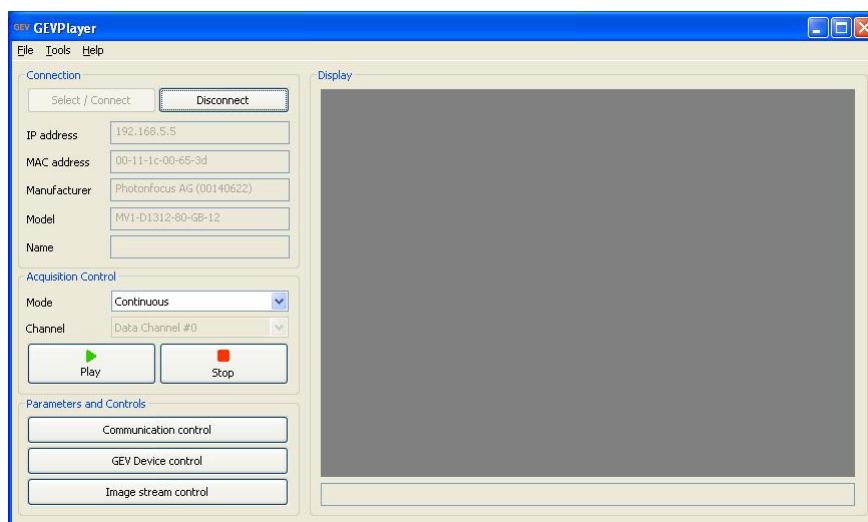 GEV GEVPlayer
File Tools Help
Connection
Select / Connect Disconnect
IP address 192.168.5.5
MAC address 00-11-1c-00-65-3d
Manufacturer Photonfocus AG (00140622)
Model MV1-D1312-80-GB-12
Name
Acquisition Control
Mode Continuous
Channel Data Channel #0
Play Stop
Parameters and Controls
Communication control
GEV Device control
Image stream control
Display